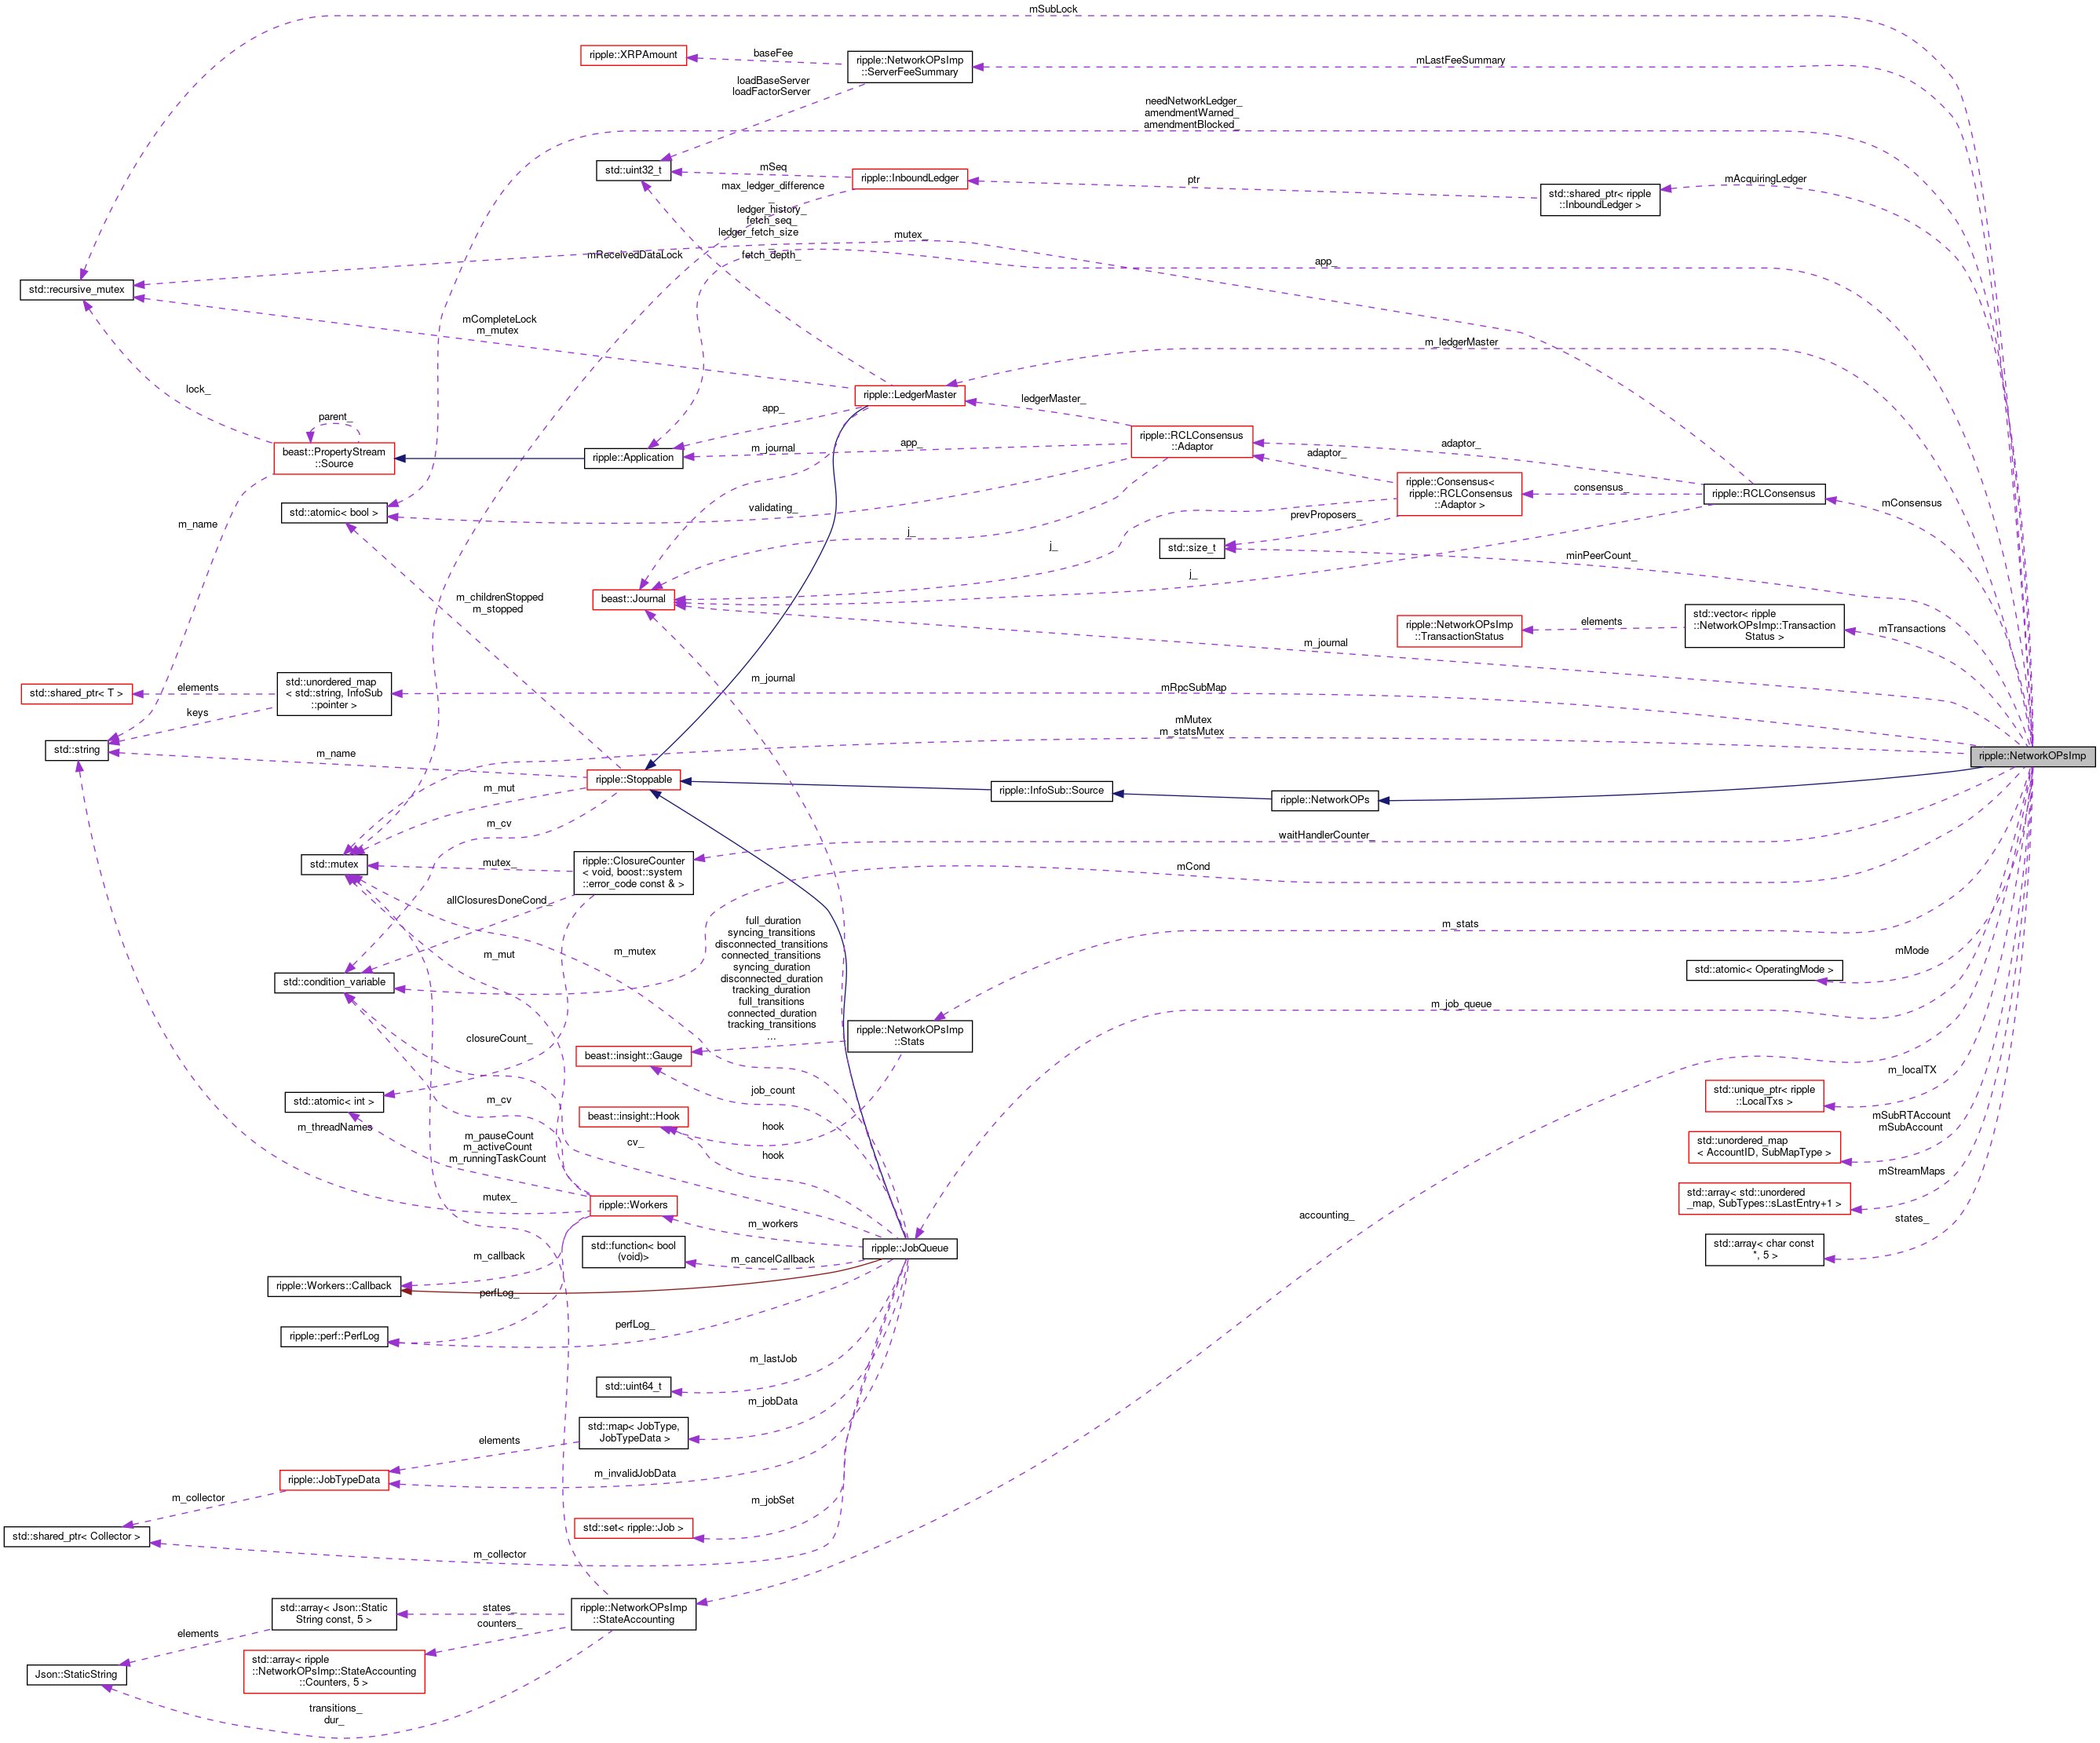 mSubLock
ripple::XRPAmount
baseFee
ripple::NetworkOPsImp
::ServerFeeSummary
mLastFeeSummary
loadBaseServer
loadFactorServer
needNetworkLedger_
amendmentWarned_
amendmentBlocked_
std::uint32_t
mSeq
ripple::InboundLedger
ptr
std::shared_ptr< ripple
::InboundLedger >
mAcquiringLedger
max_ledger_difference
_
ledger_history_
fetch_seq_
ledger_fetch_size
_
fetch_depth_
mReceivedDataLock
mutex_
app_
std::recursive_mutex
mCompleteLock
m_mutex
m_ledgerMaster
lock_
ripple::LedgerMaster
ledgerMaster_
parent_
app_
beast::PropertyStream
::Source
ripple::Application
m_journal
app_
ripple::RCLConsensus
::Adaptor
adaptor_
adaptor_
ripple::Consensus<
ripple::RCLConsensus
::Adaptor >
consensus_
ripple::RCLConsensus
mConsensus
std::atomic< bool >
validating_
m_name
j_
j_
prevProposers_
std::size_t
minPeerCount_
j_
m_childrenStopped
m_stopped
beast::Journal
ripple::NetworkOPsImp
::TransactionStatus
elements
std::vector< ripple
::NetworkOPsImp::Transaction
Status >
mTransactions
m_journal
std::shared_ptr< T >
elements
std::unordered_map
< std::string, InfoSub
::pointer >
keys
m_journal
mRpcSubMap
mMutex
m_statsMutex
std::string
m_name
ripple::Stoppable
ripple::InfoSub::Source
ripple::NetworkOPs
ripple::NetworkOPsImp
m_mut
m_cv
waitHandlerCounter_
std::mutex
mutex_
ripple::ClosureCounter
< void, boost::system
::error_code const & >
mCond
allClosuresDoneCond_
m_mut
m_mutex
full_duration
syncing_transitions
disconnected_transitions
connected_transitions
syncing_duration
disconnected_duration
tracking_duration
full_transitions
connected_duration
tracking_transitions
...
m_stats
mMode
std::atomic< OperatingMode >
std::condition_variable
m_job_queue
ripple::NetworkOPsImp
::Stats
closureCount_
beast::insight::Gauge
job_count
m_localTX
std::unique_ptr< ripple
::LocalTxs >
std::atomic< int >
m_cv
beast::insight::Hook
hook
hook
m_threadNames
m_pauseCount
m_activeCount
m_runningTaskCount
cv_
mSubRTAccount
mSubAccount
std::unordered_map
< AccountID, SubMapType >
mStreamMaps
std::array< std::unordered
_map, SubTypes::sLastEntry+1 >
mutex_
ripple::Workers
m_workers
accounting_
states_
std::array< char const
*, 5 >
std::function< bool
(void)>
m_cancelCallback
ripple::JobQueue
m_callback
ripple::Workers::Callback
perfLog_
ripple::perf::PerfLog
perfLog_
std::uint64_t
m_lastJob
m_jobData
std::map< JobType,
JobTypeData >
elements
ripple::JobTypeData
m_invalidJobData
m_collector
std::set< ripple::Job >
m_jobSet
std::shared_ptr< Collector >
m_collector
std::array< Json::Static
String const, 5 >
states_
ripple::NetworkOPsImp
::StateAccounting
counters_
elements
std::array< ripple
::NetworkOPsImp::StateAccounting
::Counters, 5 >
Json::StaticString
transitions_
dur_